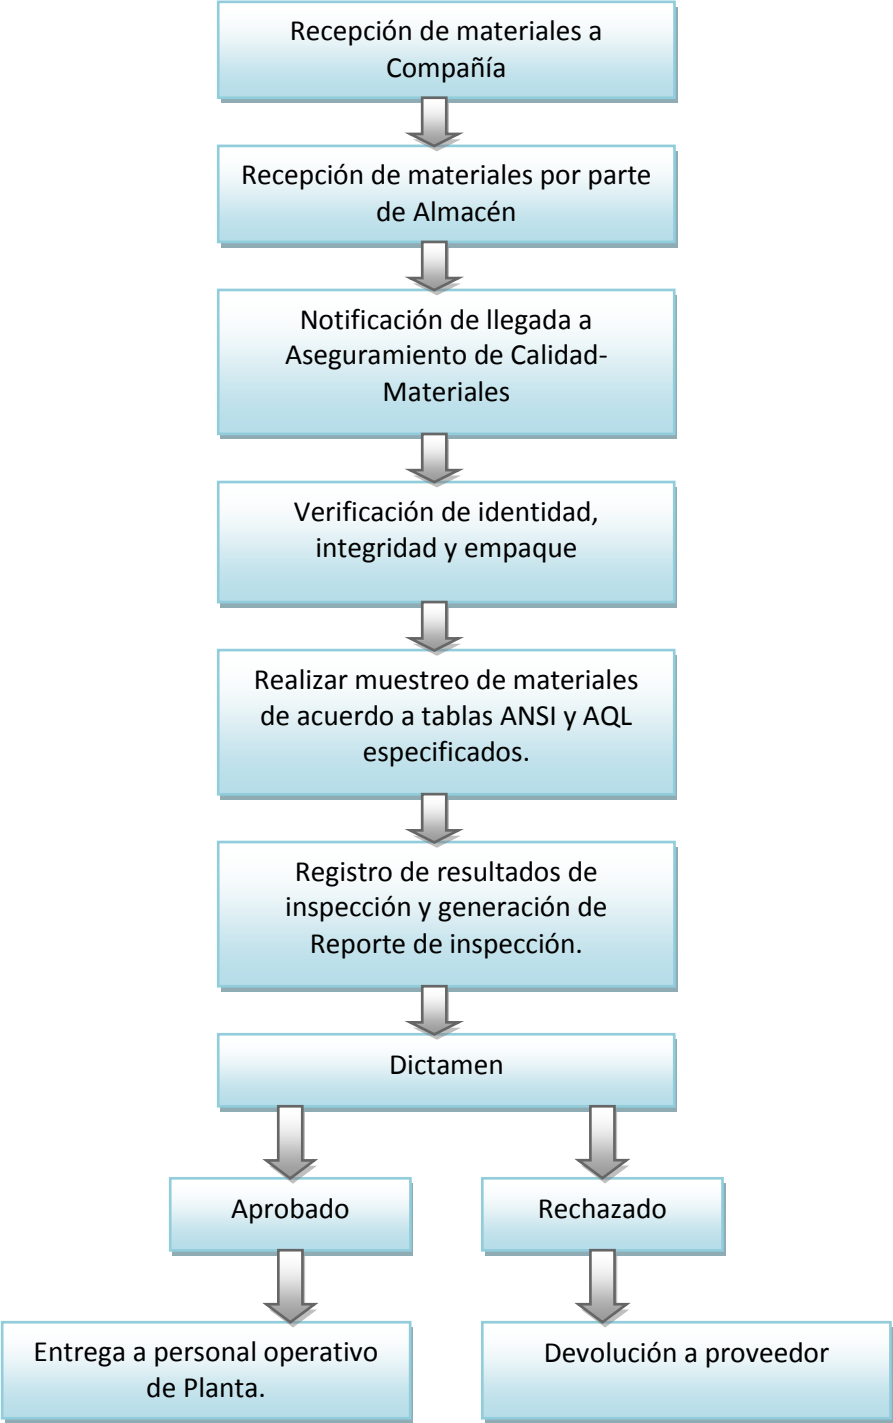 Recepción de materiales a
Compañía
Recepción de materiales por parte
de Almacén
Notificación de llegada a
Aseguramiento de Calidad-
Materiales
Verificación de identidad,
integridad y empaque
Realizar muestreo de materiales
de acuerdo a tablas ANSI y AQL
especificados.
Registro de resultados de
inspección y generación de
Reporte de inspección.
Dictamen
Aprobado
Rechazado
Entrega a personal operativo
de Planta.
Devolución a proveedor